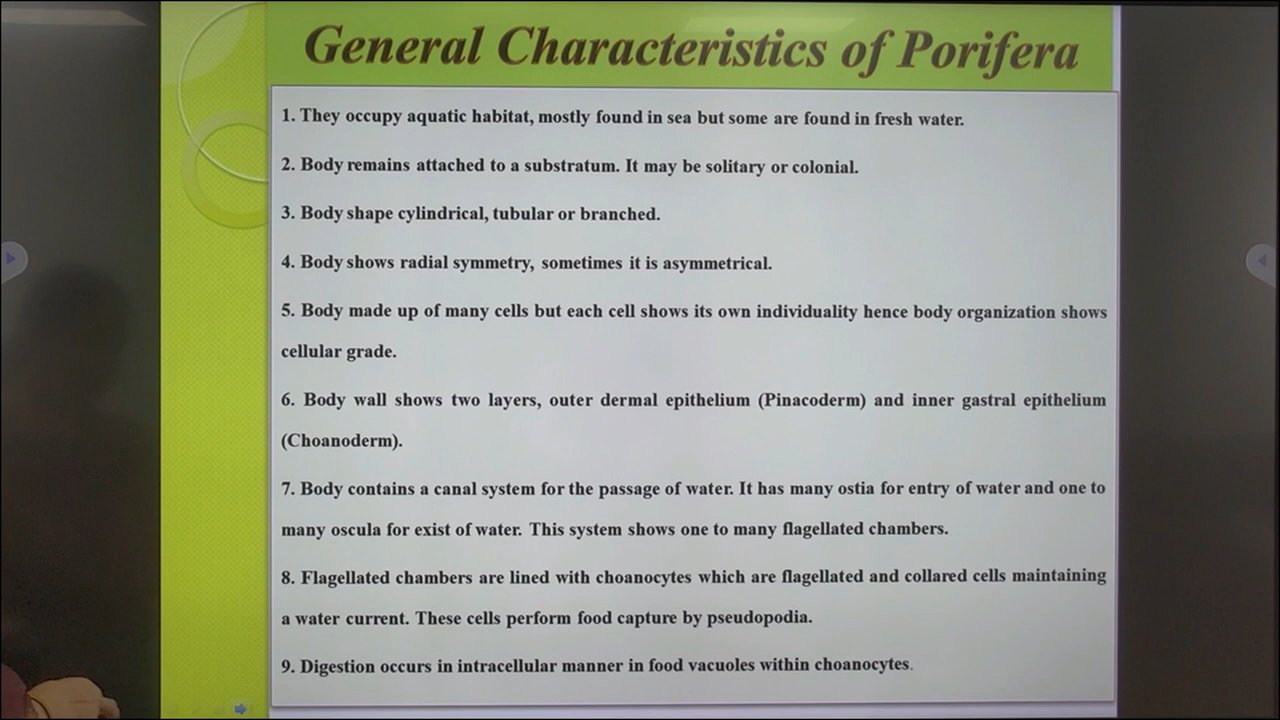 General Characteristics of Porifera
1. They occupy aquatic habitat, mostly found in sea but some are found in fresh water.
2. Body remains attached to a substratum. It may be solitary or colonial.
3. Body shape cylindrical, tubular or branched.
4. Body shows radial symmetry, sometimes it is asymmetrical.
5. Body made up of many cells but each cell shows its own individuality hence body organization shows
cellular grade.
6. Body wall shows two layers, outer dermal epithelium (Pinacoderm) and inner gastral epithelium
(Choanoderm).
7. Body contains a canal system for the passage of water. It has many ostia for entry of water and one to
many oscula for exist of water. This system shows one to many flagellated chambers.
8. Flagellated chambers are lined with choanocytes which are flagellated and collared cells maintaining
a water current. These cells perform food capture by pseudopodia.
9. Digestion occurs in intracellular manner in food vacuoles within choanocytes.